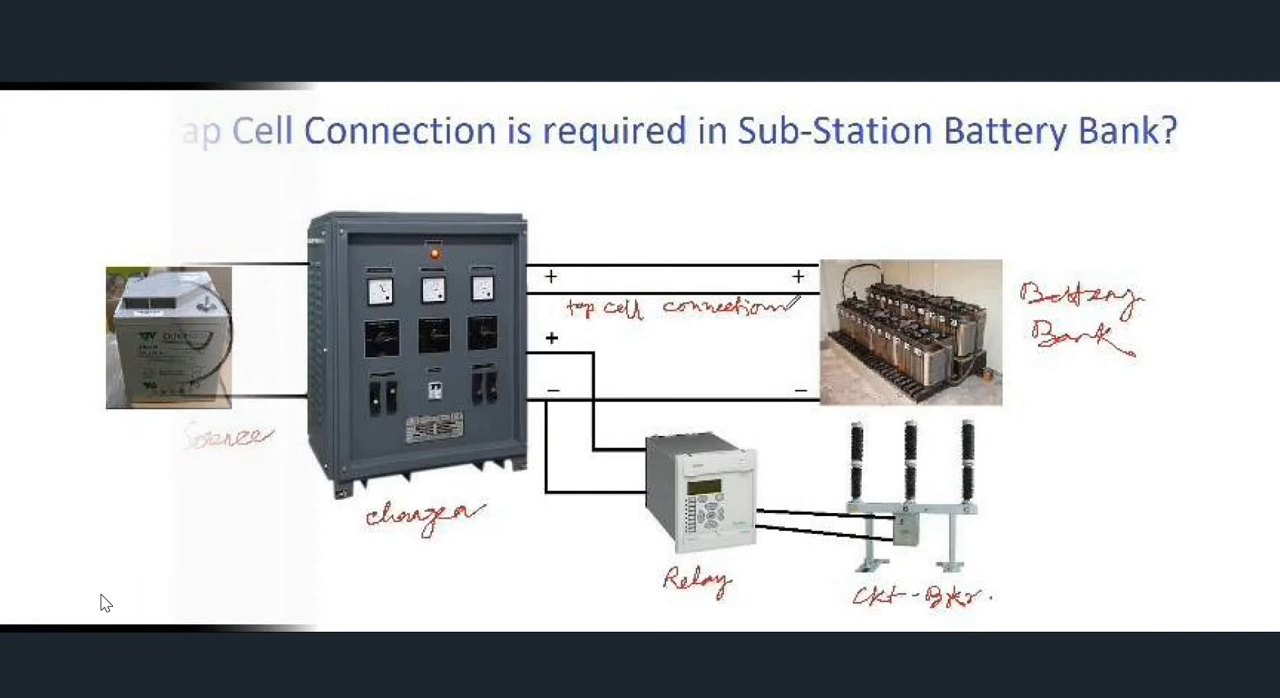 ap Cell Connection is required in Sub-Station Battery Bank?
+ +
tap cell connection
+
− −
Battery
Bank
Source
charger
Relay
Ckt-Bkr.